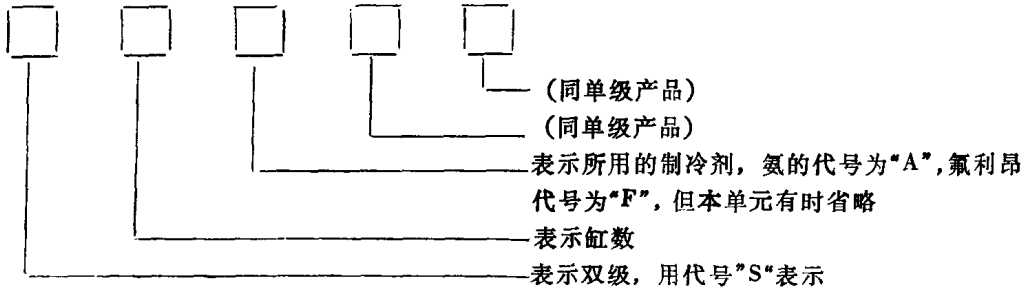 (同单级产品)
(同单级产品)
表示所用的制冷剂，氨的代号为“A”,氟利昂
代号为“F”，但本单元有时省略
表示缸数
表示双级，用代号”S“表示